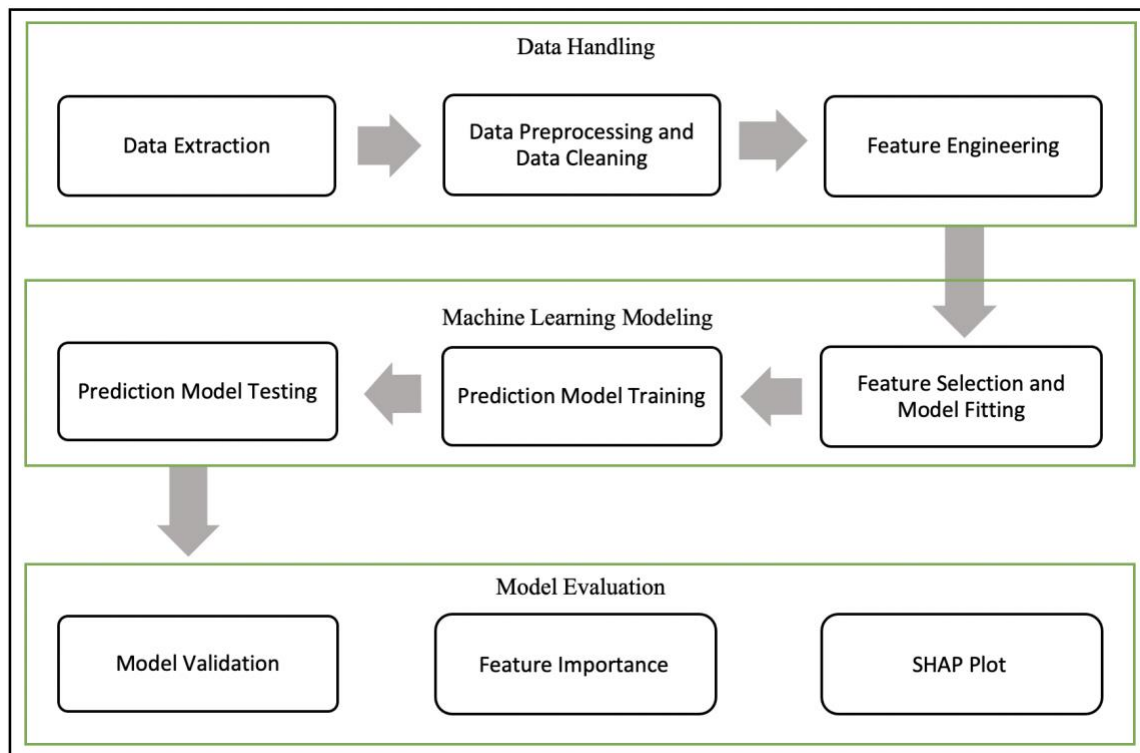 Data Handling
Data Extraction
Data Preprocessing and
Data Cleaning
Feature Engineering
Machine Learning Modeling
Prediction Model Testing
Prediction Model Training
Feature Selection and
Model Fitting
Model Evaluation
Model Validation
Feature Importance
SHAP Plot